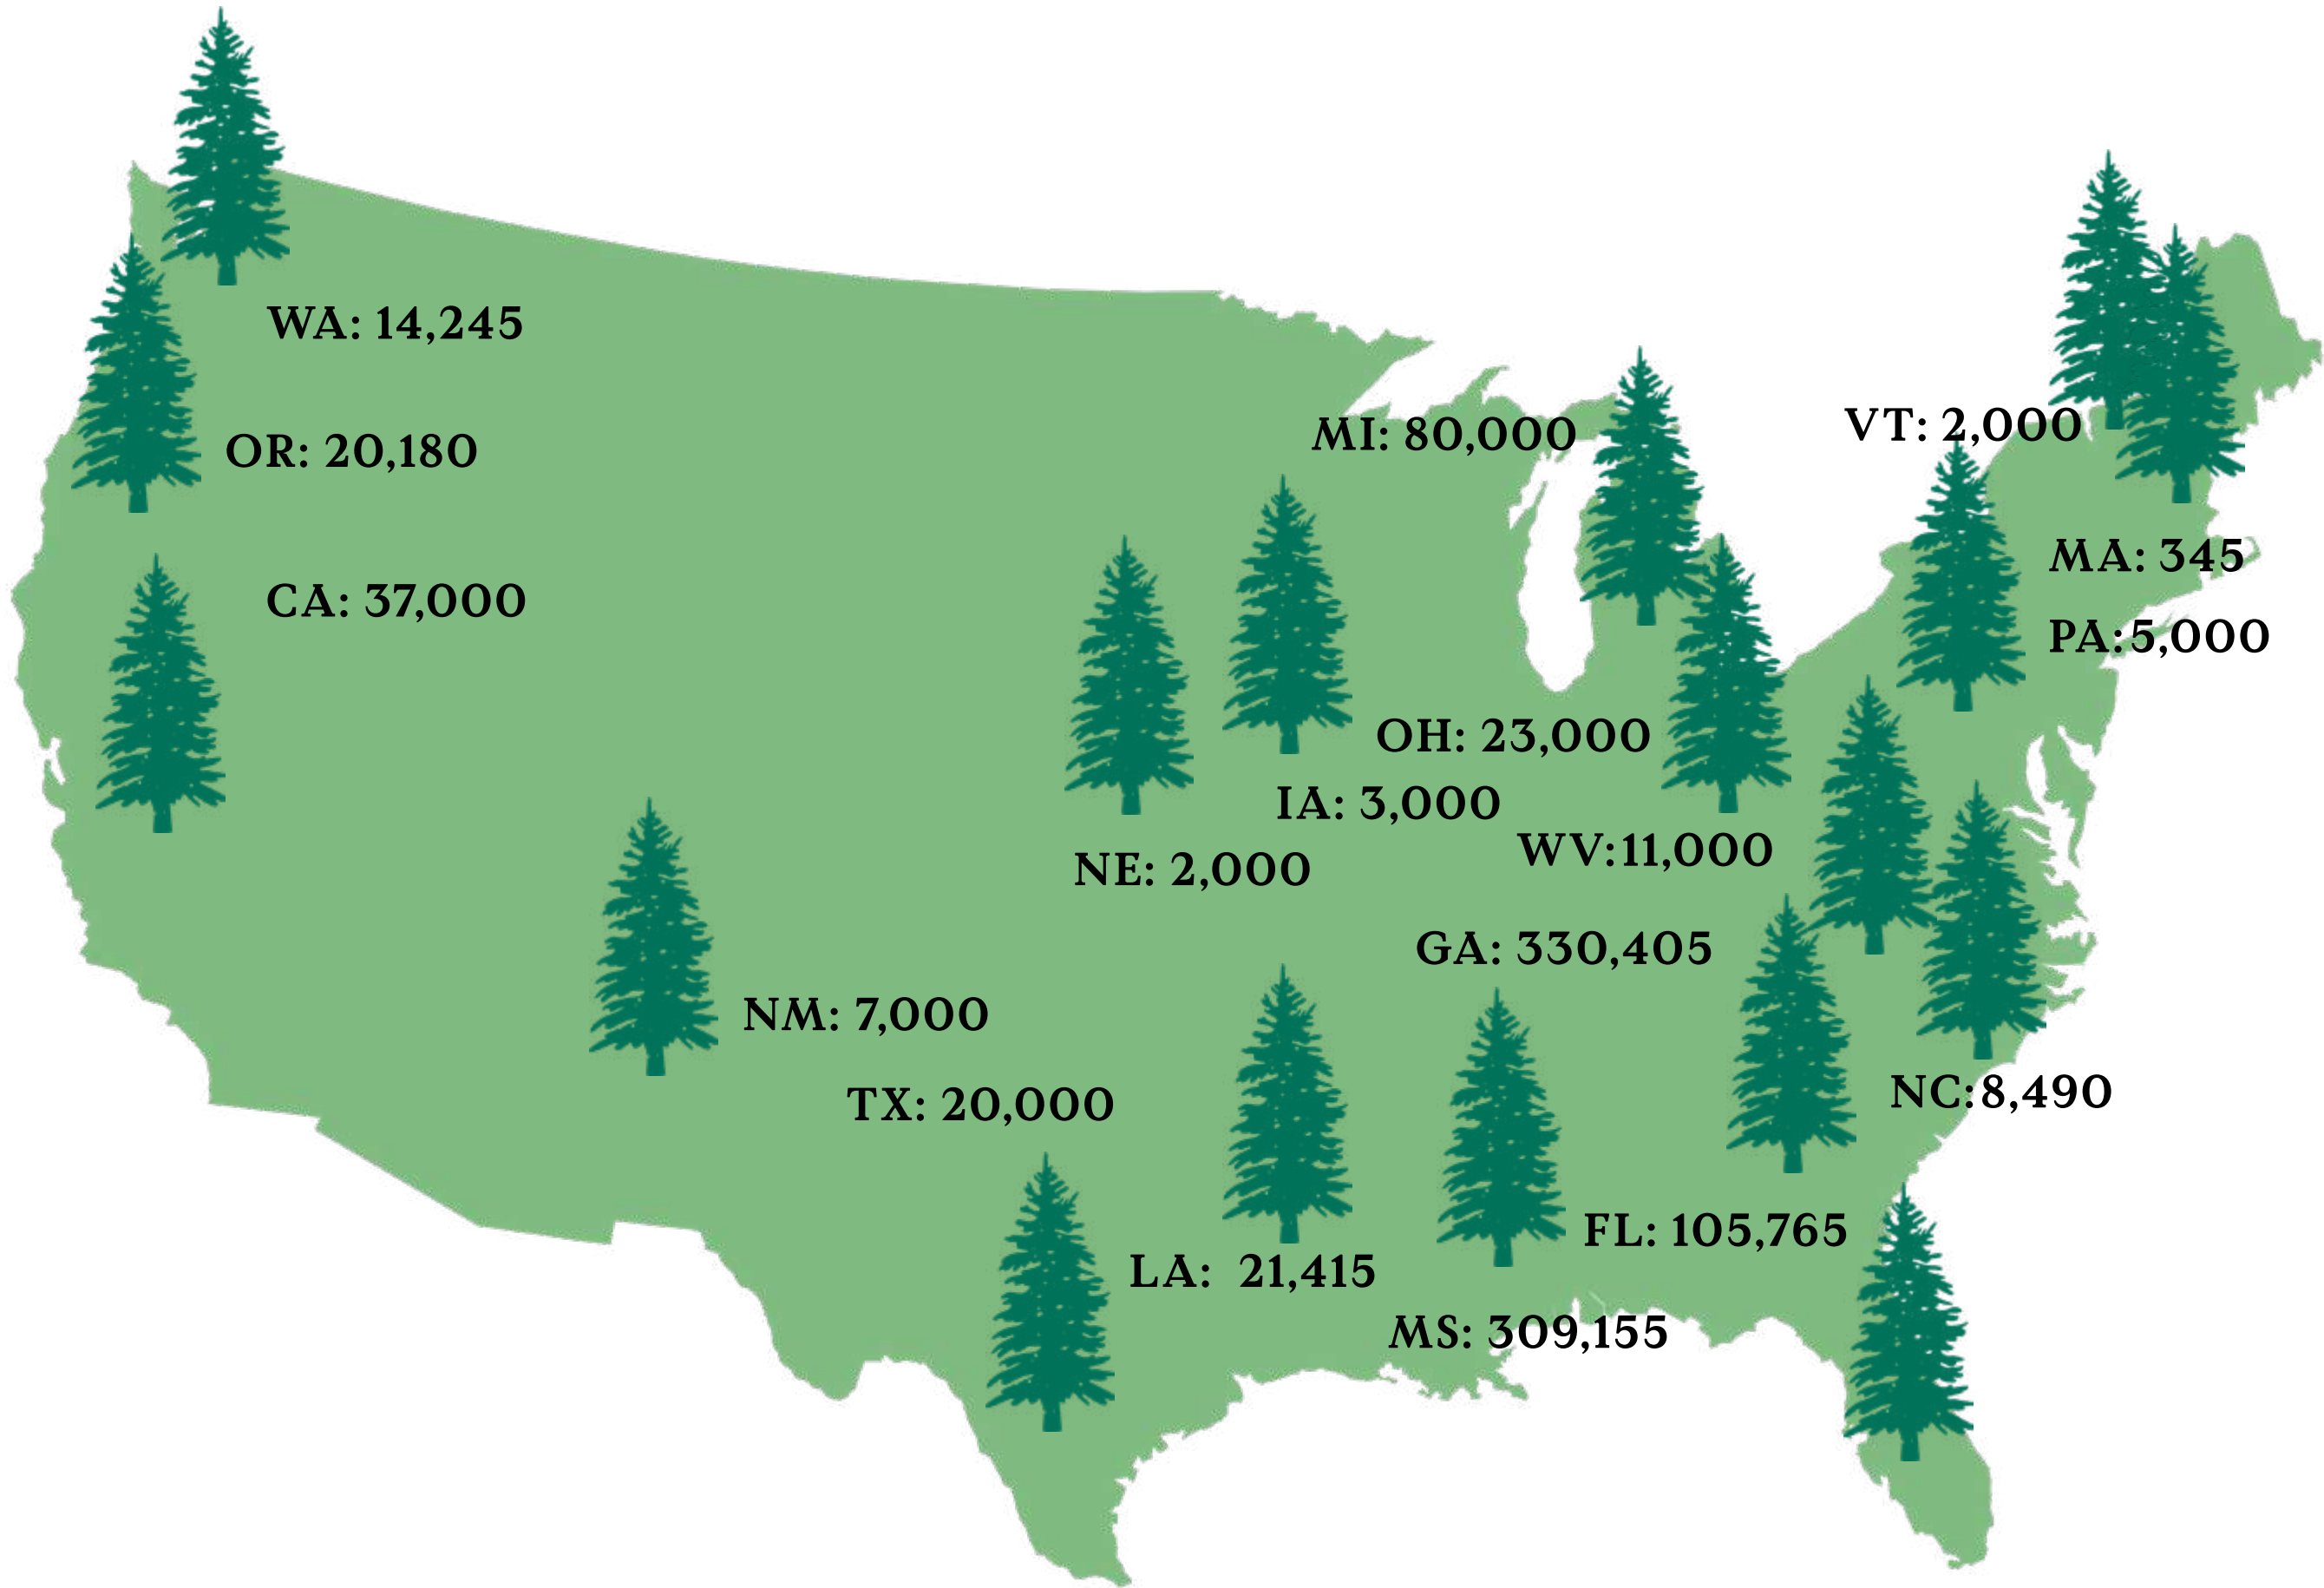 WA: 14,245
OR: 20,180
CA: 37,000
MI: 80,000
VT: 2,000
MA: 345
PA:5,000
OH: 23,000
IA: 3,000
WV:11,000
NE: 2,000
GA: 330,405
NM: 7,000
TX: 20,000
NC:8,490
FL: 105,765
LA: 21,415
MS: 309,155